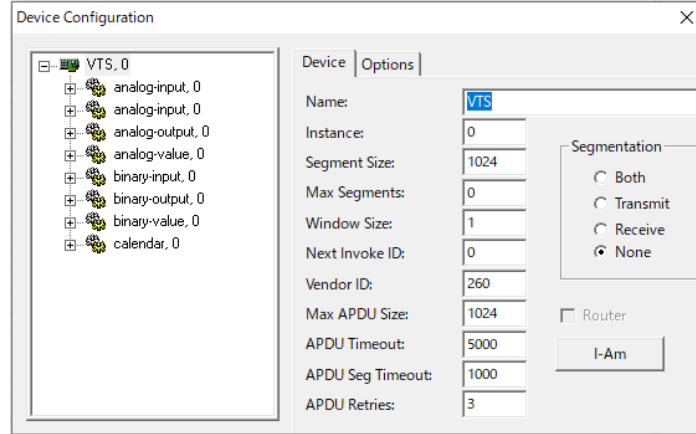 Device Configuration
VTS, 0
analog-input, 0
analog-input, 0
analog-output, 0
analog-value, 0
binary-input, 0
binary-output, 0
binary-value, 0
calendar, 0
Device
Options
Name: VTS
Instance: 0
Segment Size: 1024
Max Segments: 0
Window Size: 1
Next Invoke ID: 0
Vendor ID: 260
Max APDU Size: 1024
APDU Timeout: 5000
APDU Seg Timeout: 1000
APDU Retries: 3
Segmentation
Both
Transmit
Receive
None
Router
I-Am